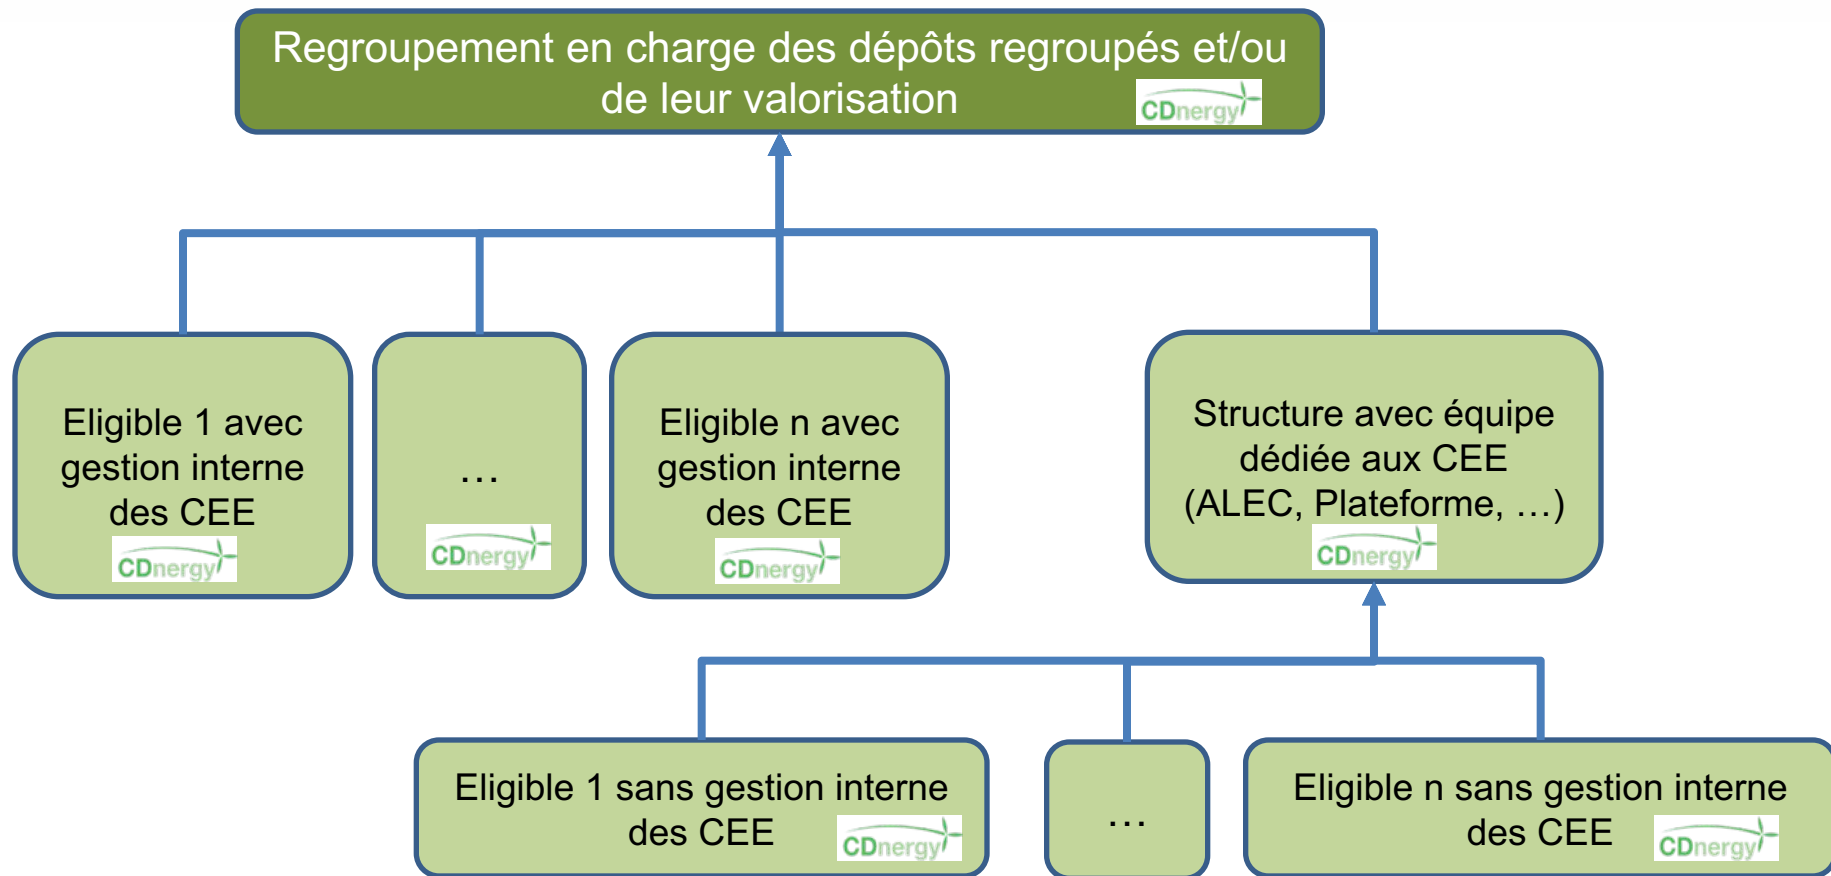 Regroupement en charge des dépôts regroupés et/ou
de leur valorisation
CDnergy
Eligible 1 avec
gestion interne
des CEE
CDnergy
...
CDnergy
Eligible n avec
gestion interne
des CEE
CDnergy
Structure avec équipe
dédiée aux CEE
(ALEC, Plateforme, ...)
CDnergy
Eligible 1 sans gestion interne
des CEE
CDnergy
...
Eligible n sans gestion interne
des CEE
CDnergy